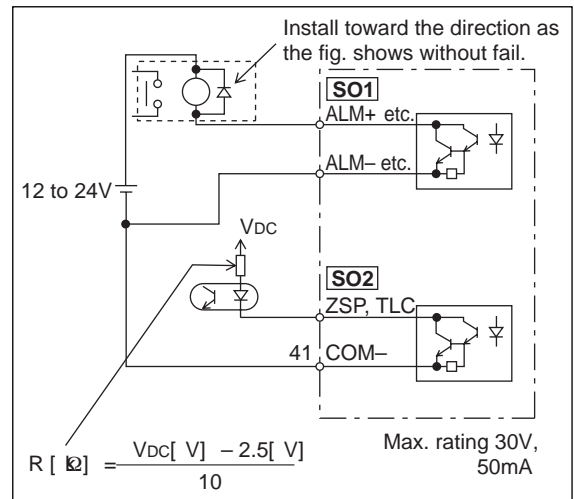 Install toward the direction as
the fig. shows without fail.
SO1
ALM+ etc.
ALM– etc.
12 to 24V
VDC
SO2
ZSP, TLC
41 COM–
R [ kΩ] = VDC[ V] – 2.5[ V]
10
Max. rating 30V,
50mA